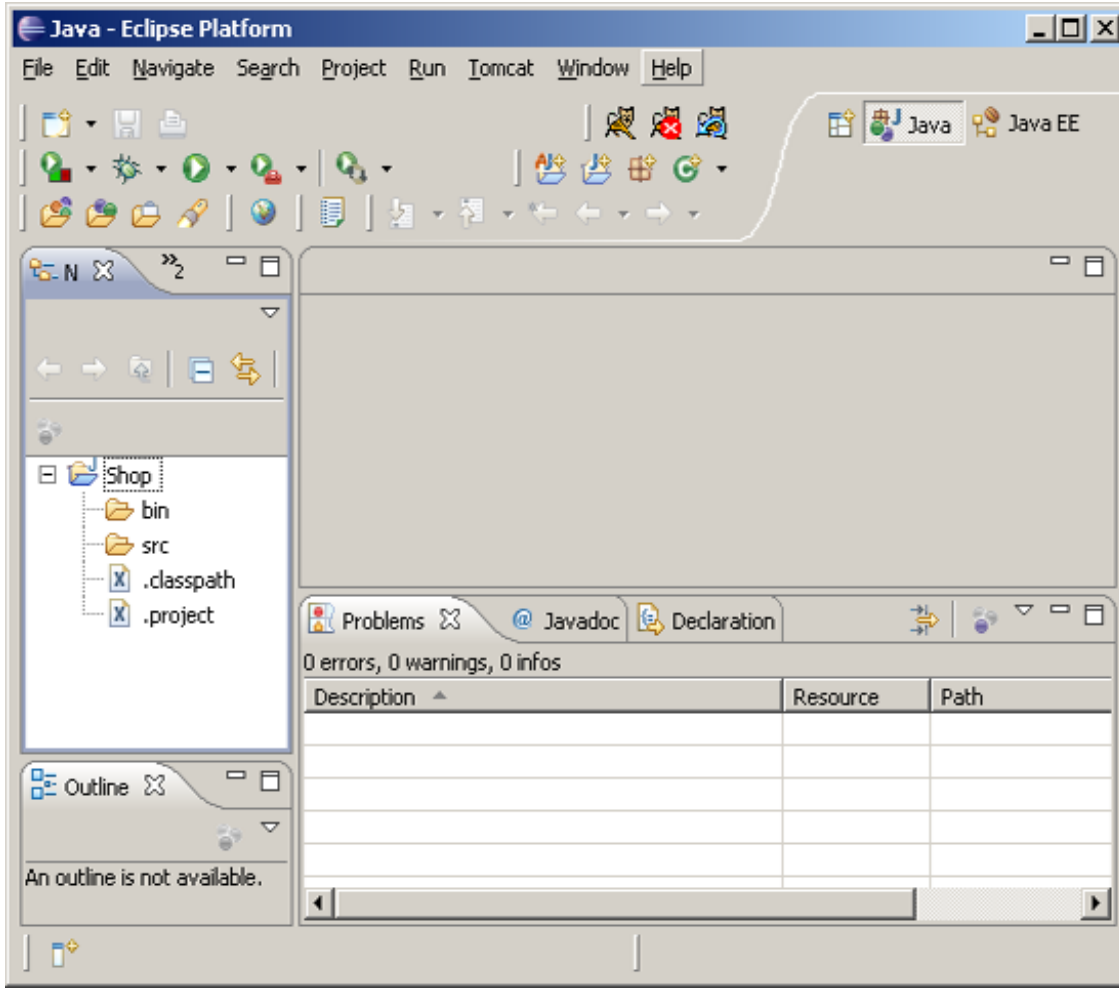 Java - Eclipse Platform
File Edit Navigate Search Project Run Tomcat Window Help
Java Java EE
N »2
Shop
bin
src
.classpath
.project
Problems @ Javadoc Declaration
0 errors, 0 warnings, 0 infos
Description Resource Path
Outline
An outline is not available.